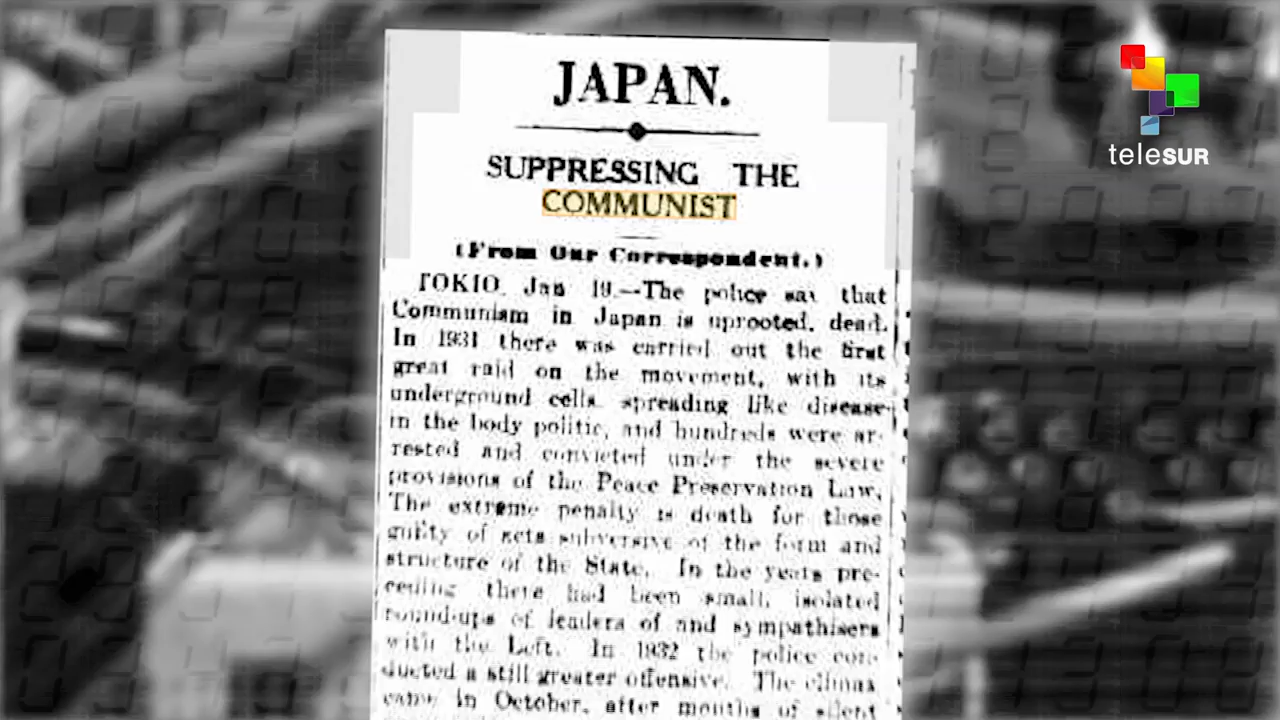 JAPAN.
SUPPRESSING THE
COMMUNIST
(From Our Correspondent.)
TOKIO, Jan 19.—The police say that
Communism in Japan is uprooted, dead.
In 1931 there was carried out the first
great raid on the movement, with its
underground cells spreading like disease
in the body politic, and hundreds were ar-
rested and convicted under the severe
provisions of the Peace Preservation Law.
The extreme penalty is death for those
guilty of acts subversive of the form and
structure of the State. In the years pre-
ceding there had been small, isolated
round-ups of leaders of and sympathisers
with the Left. In 1932 the police con-
ducted a still greater offensive. The climax
came in October, after months of silent
teleSUR